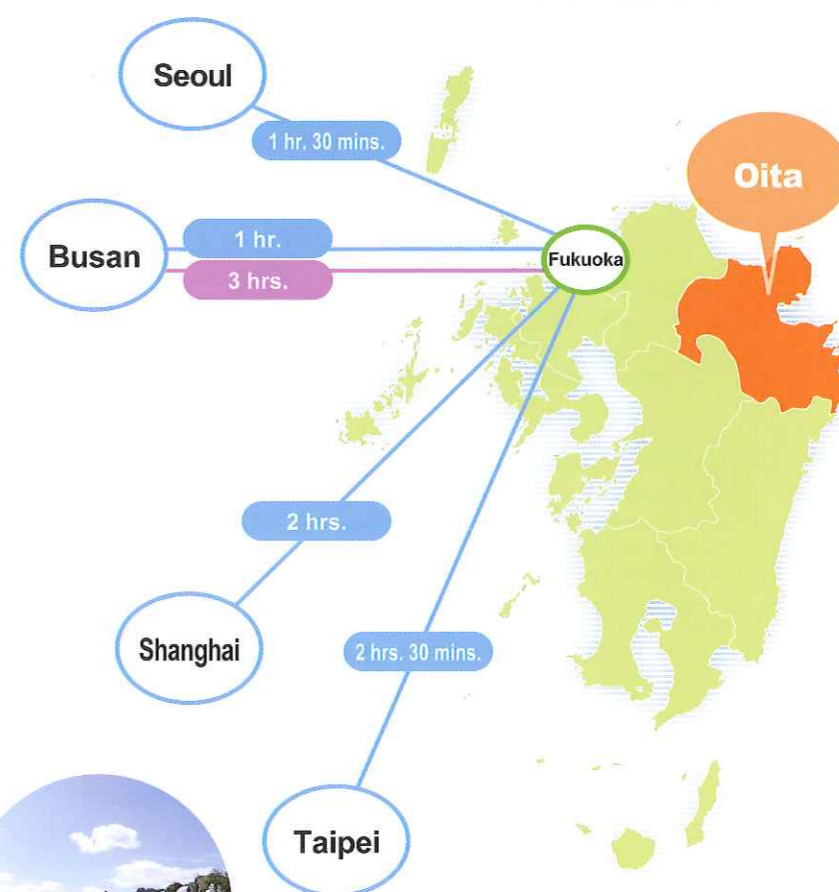 Seoul
1 hr. 30 mins.
Oita
Busan
1 hr.
3 hrs.
Fukuoka
2 hrs.
Shanghai
2 hrs. 30 mins.
Taipei